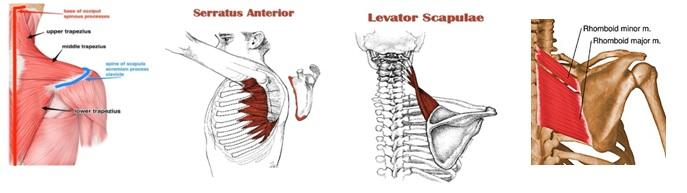 base of occiput
spinous processes
upper trapezius
middle trapezius
spine of scapula
acromion process
clavicle
lower trapezius
Serratus Anterior
Levator Scapulae
Rhomboid minor m.
Rhomboid major m.